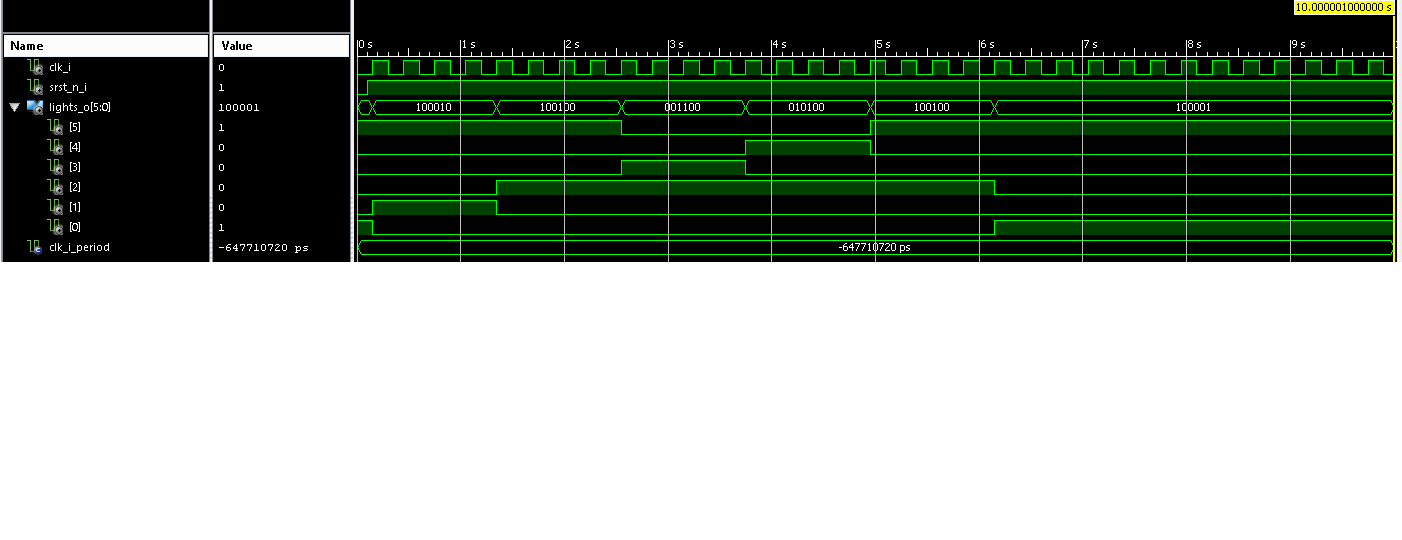 10.000001000000 s
Name Value 0 s 1 s 2 s 3 s 4 s 5 s 6 s 7 s 8 s 9 s
clk_i 0
srst_n_i 1
lights_o[5:0] 100001 100010 100100 001100 010100 100100 100001
[5] 1
[4] 0
[3] 0
[2] 0
[1] 0
[0] 1
clk_i_period -647710720 ps -647710720 ps